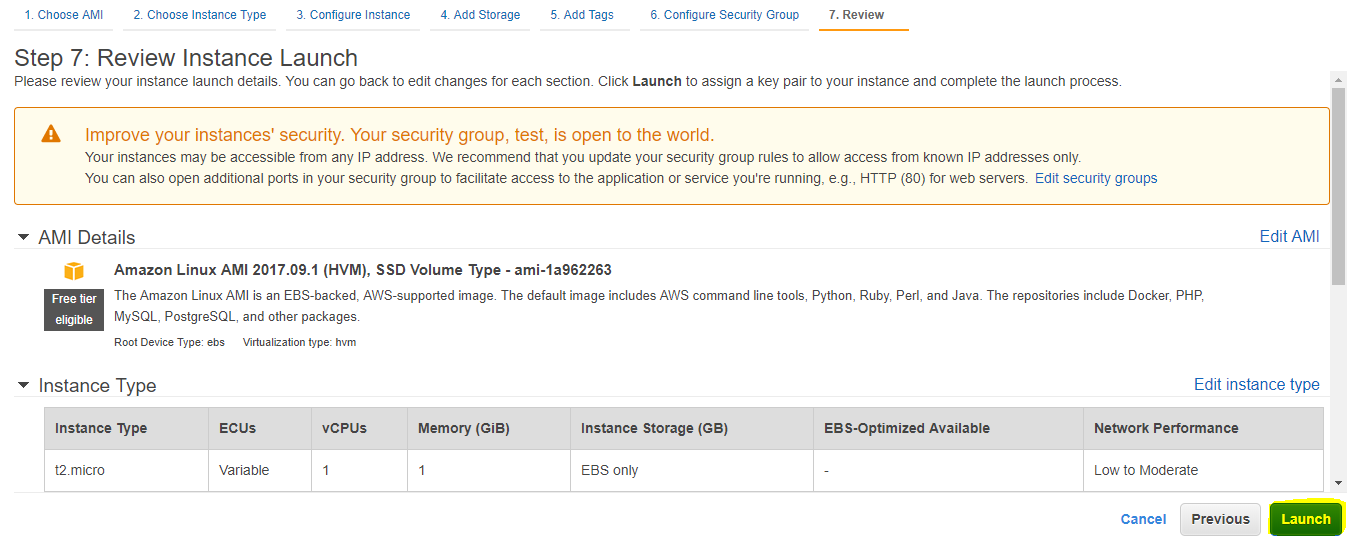 1. Choose AMI 2. Choose Instance Type 3. Configure Instance 4. Add Storage 5. Add Tags 6. Configure Security Group 7. Review
Step 7: Review Instance Launch
Please review your instance launch details. You can go back to edit changes for each section. Click Launch to assign a key pair to your instance and complete the launch process.
Improve your instances' security. Your security group, test, is open to the world.
Your instances may be accessible from any IP address. We recommend that you update your security group rules to allow access from known IP addresses only.
You can also open additional ports in your security group to facilitate access to the application or service you're running, e.g., HTTP (80) for web servers. Edit security groups
AMI Details Edit AMI
Amazon Linux AMI 2017.09.1 (HVM), SSD Volume Type - ami-1a962263
Free tier
eligible
The Amazon Linux AMI is an EBS-backed, AWS-supported image. The default image includes AWS command line tools, Python, Ruby, Perl, and Java. The repositories include Docker, PHP,
MySQL, PostgreSQL, and other packages.
Root Device Type: ebs Virtualization type: hvm
Instance Type Edit instance type
Instance Type ECUs vCPUs Memory (GiB) Instance Storage (GB) EBS-Optimized Available Network Performance
t2.micro Variable 1 1 EBS only - Low to Moderate
Cancel Previous Launch